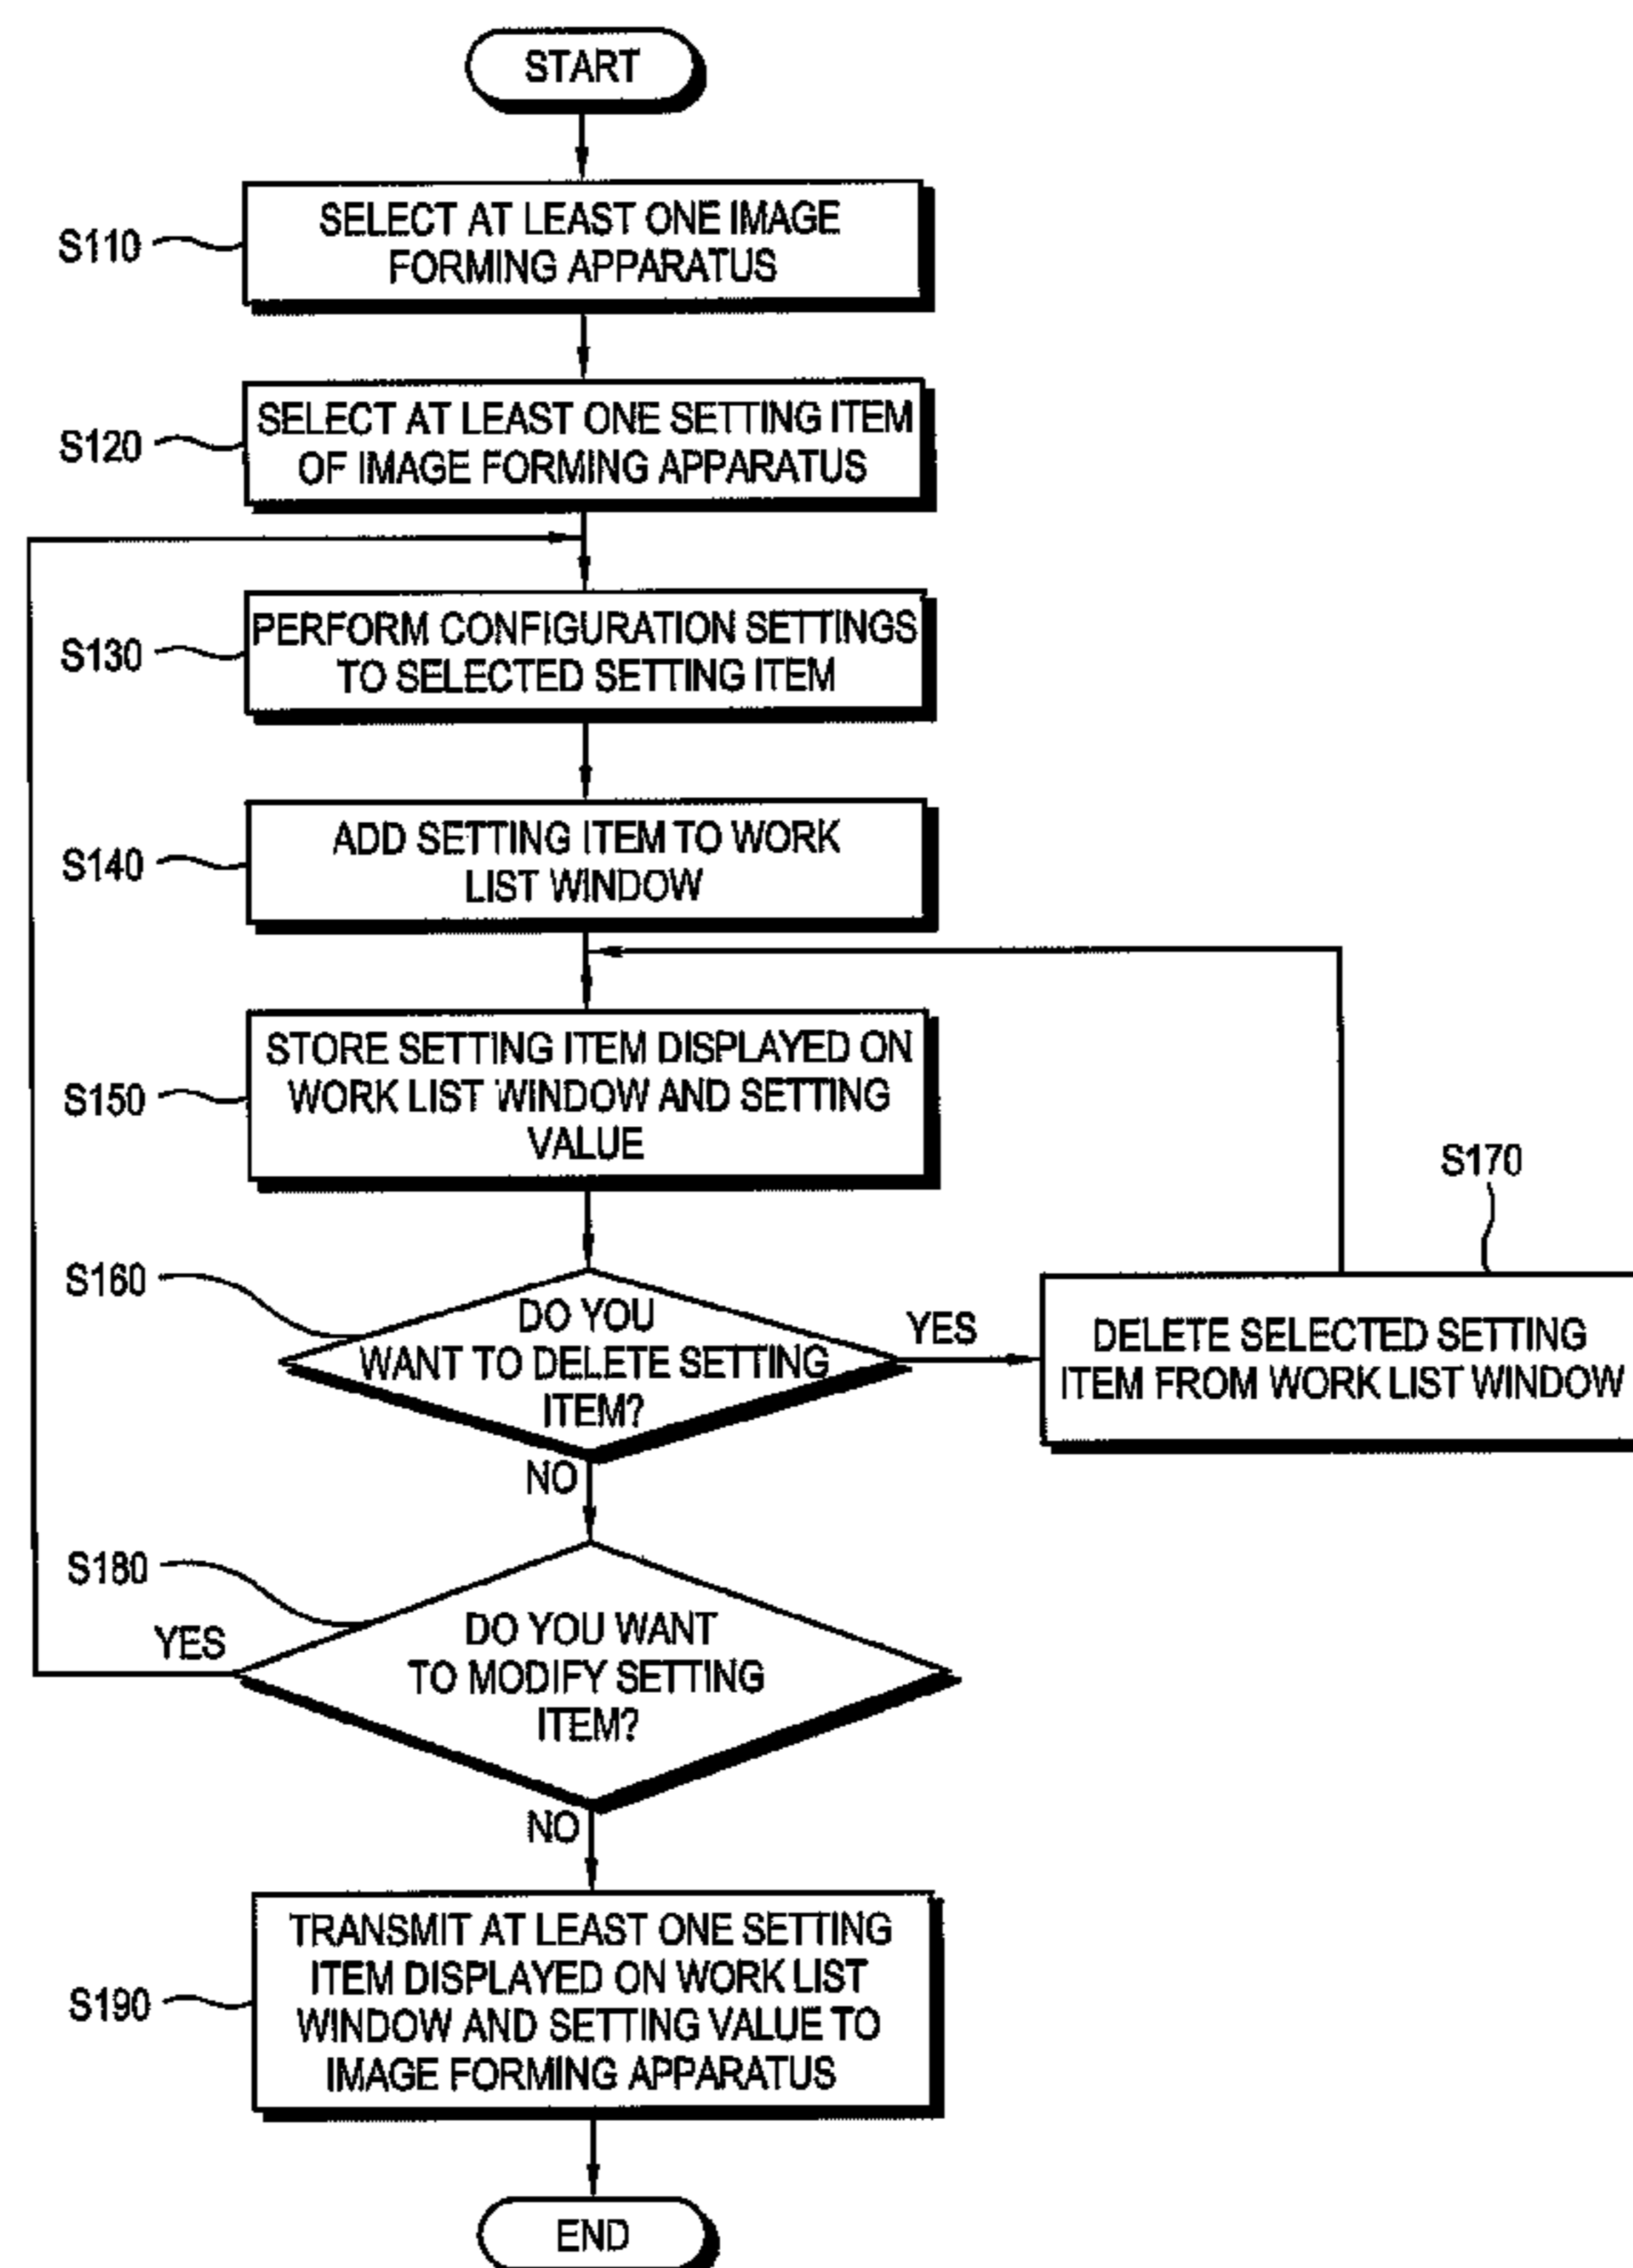 START
S110
SELECT AT LEAST ONE IMAGE
FORMING APPARATUS
S120
SELECT AT LEAST ONE SETTING ITEM
OF IMAGE FORMING APPARATUS
S130
PERFORM CONFIGURATION SETTINGS
TO SELECTED SETTING ITEM
S140
ADD SETTING ITEM TO WORK
LIST WINDOW
S150
STORE SETTING ITEM DISPLAYED ON
WORK LIST WINDOW AND SETTING
VALUE
S160
DO YOU
WANT TO DELETE SETTING
ITEM?
YES
S170
DELETE SELECTED SETTING
ITEM FROM WORK LIST WINDOW
NO
S180
YES
DO YOU WANT
TO MODIFY SETTING
ITEM?
NO
S190
TRANSMIT AT LEAST ONE SETTING
ITEM DISPLAYED ON WORK LIST
WINDOW AND SETTING VALUE TO
IMAGE FORMING APPARATUS
END